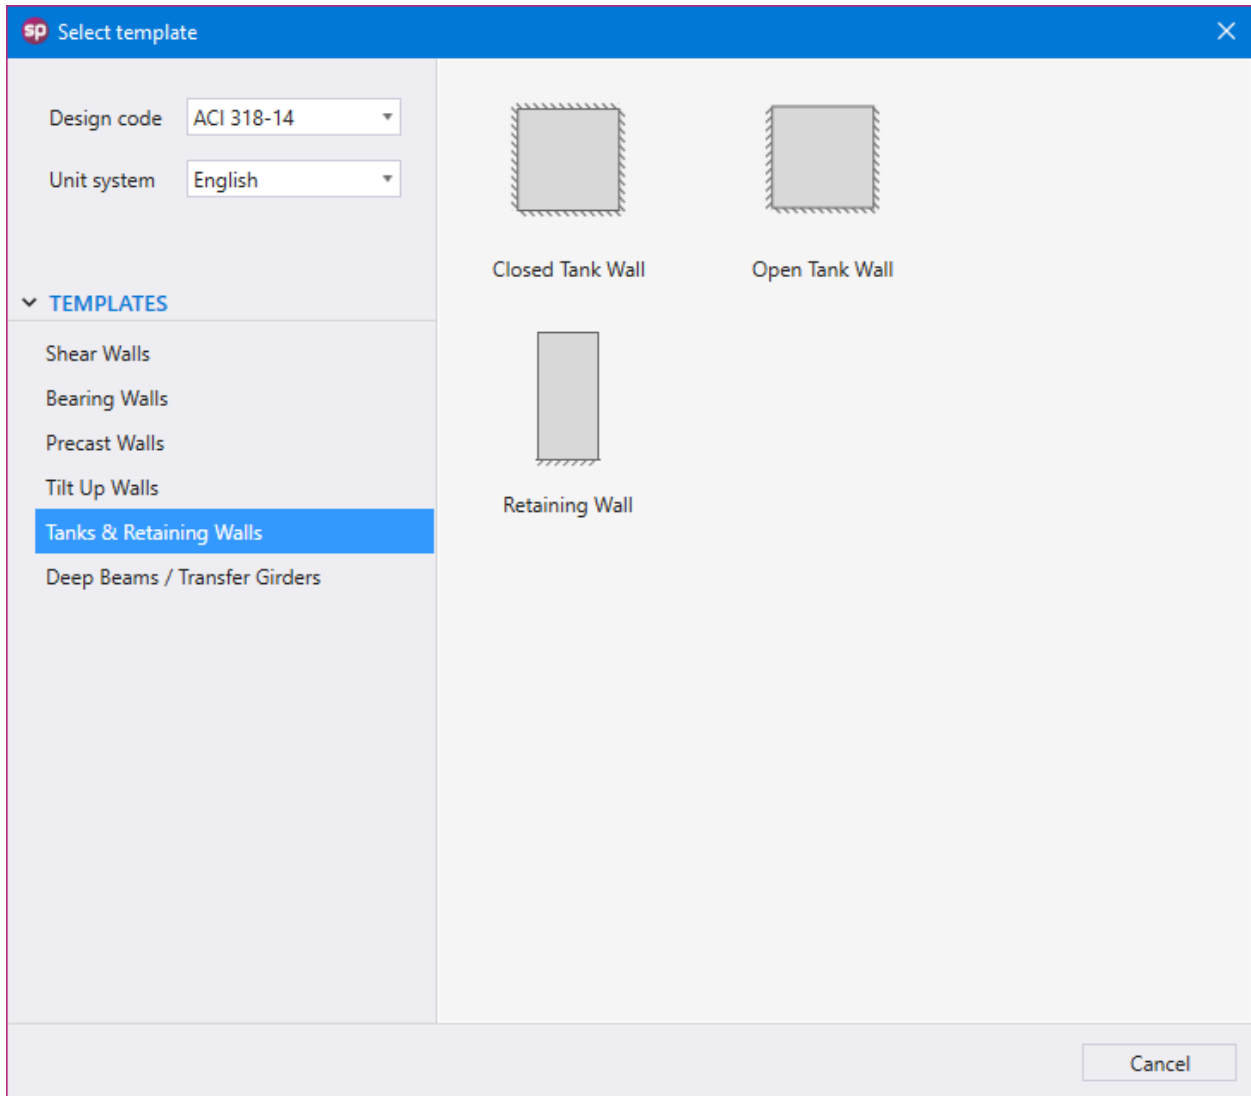 sp Select template
Design code ACI 318-14
Unit system English
TEMPLATES
Shear Walls
Bearing Walls
Precast Walls
Tilt Up Walls
Tanks & Retaining Walls
Deep Beams / Transfer Girders
Closed Tank Wall
Open Tank Wall
Retaining Wall
Cancel